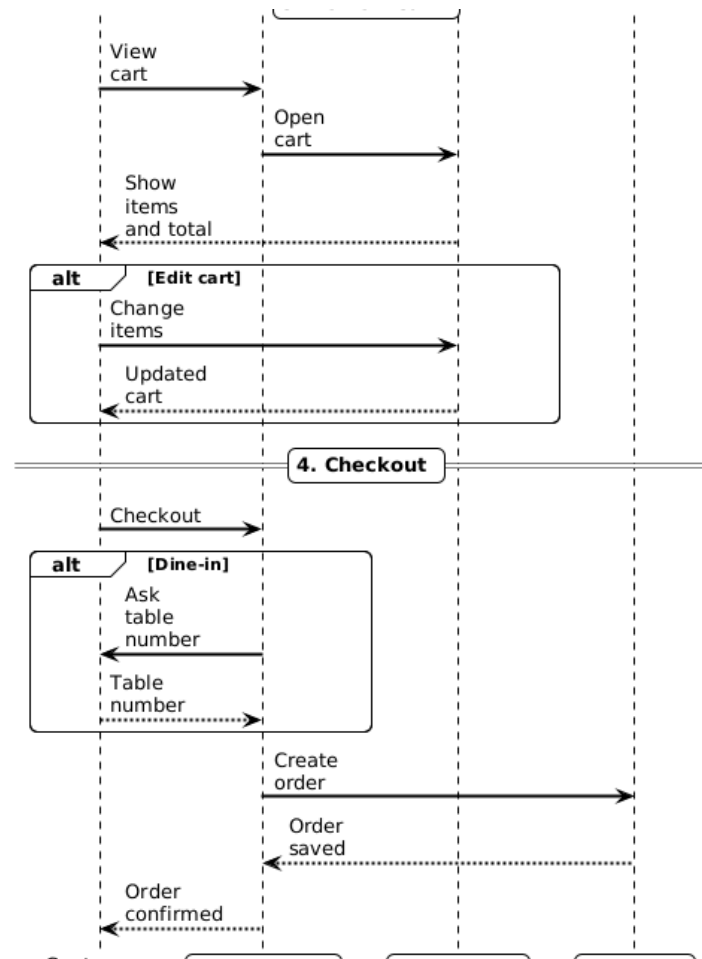 View
cart
Open
cart
Show
items
and total
alt [Edit cart]
Change
items
Updated
cart
4. Checkout
Checkout
alt [Dine-in]
Ask
table
number
Table
number
Create
order
Order
saved
Order
confirmed